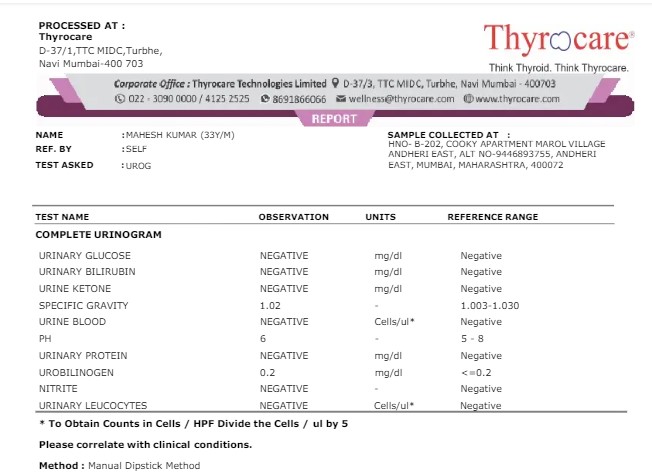 PROCESSED AT :
Thyrocare
D-37/1,TTC MIDC,Turbhe,
Navi Mumbai-400 703
Thyrocare®
Think Thyroid. Think Thyrocare.
Corporate Office : Thyrocare Technologies Limited D-37/3, TTC MIDC, Turbhe, Navi Mumbai - 400703
022 - 3090 0000 / 4125 2525 8691866066 wellness@thyrocare.com www.thyrocare.com
REPORT
NAME : MAHESH KUMAR (33Y/M)
REF. BY : SELF
TEST ASKED : UROG
SAMPLE COLLECTED AT :
HNO- B-202, COOKY APARTMENT MAROL VILLAGE
ANDHERI EAST, ALT NO-9446893755, ANDHERI
EAST, MUMBAI, MAHARASHTRA, 400072
TEST NAME OBSERVATION UNITS REFERENCE RANGE
COMPLETE URINOGRAM
URINARY GLUCOSE NEGATIVE mg/dl Negative
URINARY BILIRUBIN NEGATIVE mg/dl Negative
URINE KETONE NEGATIVE mg/dl Negative
SPECIFIC GRAVITY 1.02 - 1.003-1.030
URINE BLOOD NEGATIVE Cells/ul* Negative
PH 6 - 5 - 8
URINARY PROTEIN NEGATIVE mg/dl Negative
UROBILINOGEN 0.2 mg/dl <=0.2
NITRITE NEGATIVE - Negative
URINARY LEUCOCYTES NEGATIVE Cells/ul* Negative
* To Obtain Counts in Cells / HPF Divide the Cells / ul by 5
Please correlate with clinical conditions.
Method : Manual Dipstick Method